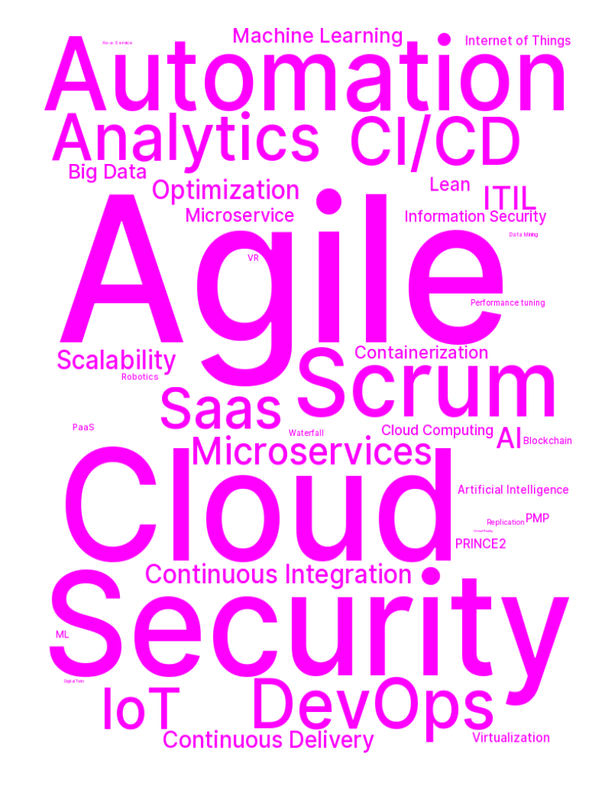 Machine Learning
Internet of Things
Automation
Analytics
CI/CD
Big Data
Optimization
Lean
ITIL
Microservice
Information Security
Agile
Data Mining
VR
Performance tuning
Scalability
Containerization
Robotics
Scrum
Saas
PaaS
Waterfall
Cloud Computing
AI
Blockchain
Microservices
Cloud
Artificial Intelligence
Replication
PMP
PRINCE2
Continuous Integration
Security
ML
Digital Twin
IoT
DevOps
Continuous Delivery
Virtualization